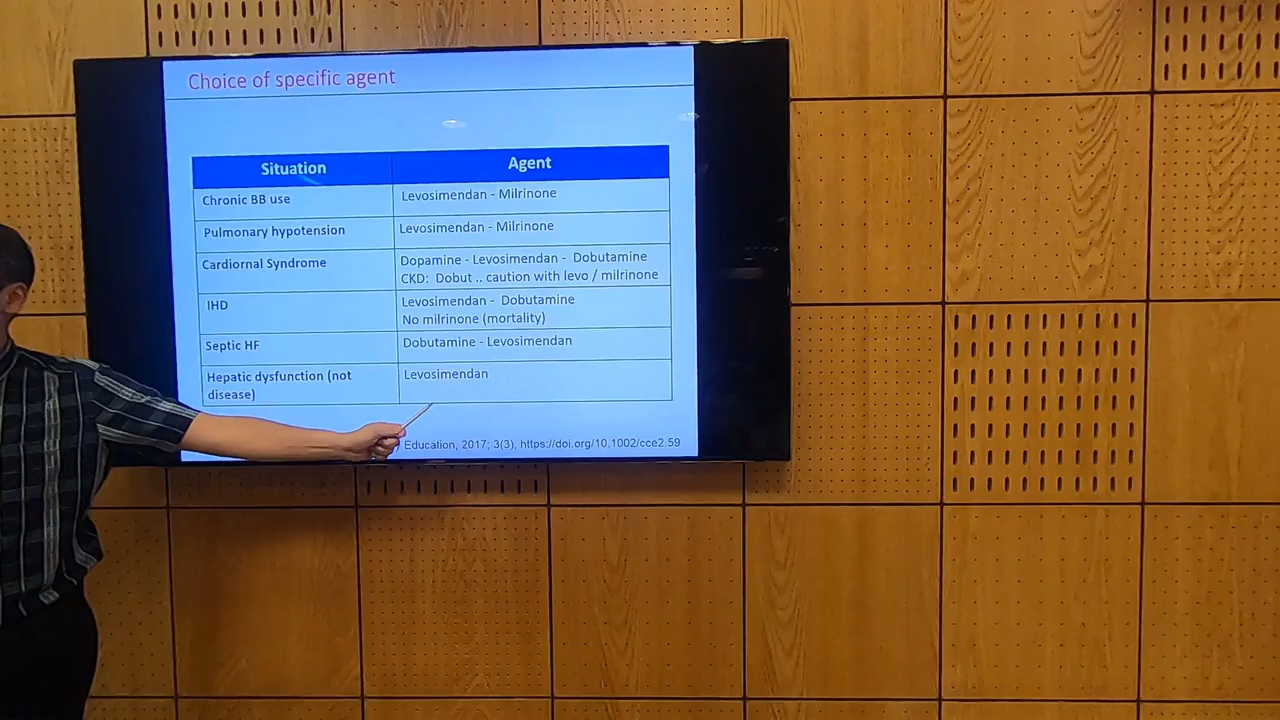 Choice of specific agent
Situation Agent
Chronic BB use Levosimendan - Milrinone
Pulmonary hypertension Levosimendan - Milrinone
Cardiornal Syndrome Dopamine - Levosimendan - Dobutamine
CKD: Dobut .. caution with levo / milrinone
IHD Levosimendan - Dobutamine
No milrinone (mortality)
Septic HF Dobutamine - Levosimendan
Hepatic dysfunction (not Levosimendan
disease)
Education, 2017; 3(3), https://doi.org/10.1002/cce2.59